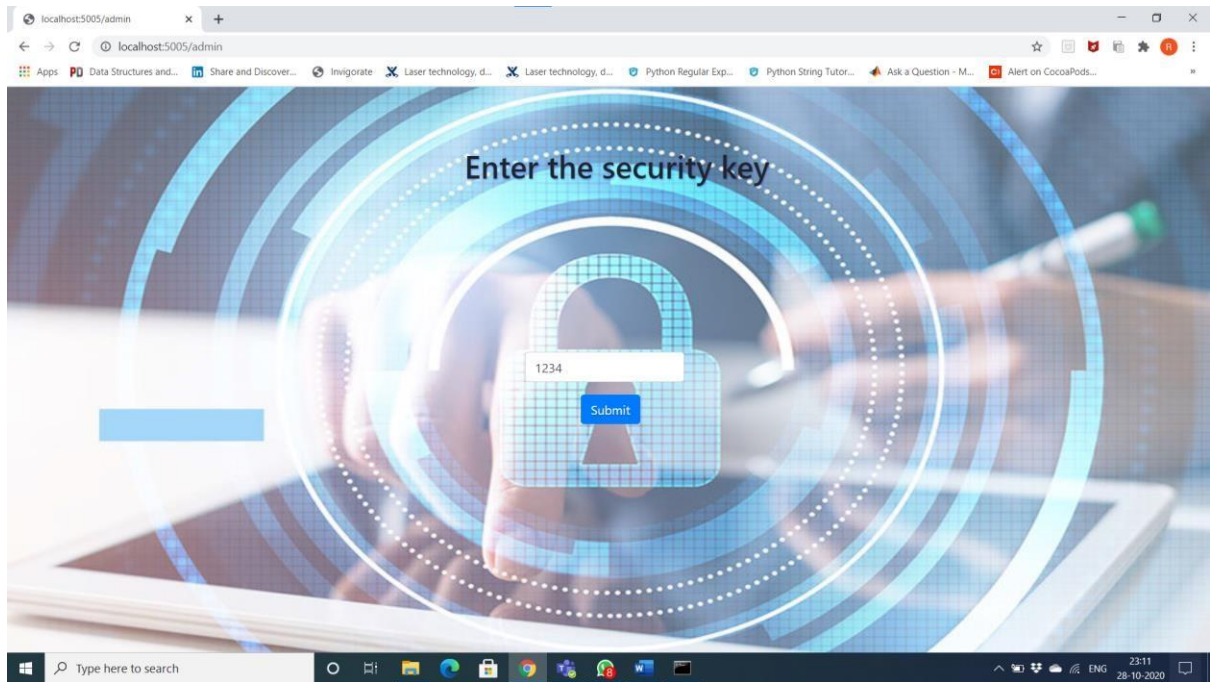 localhost:5005/admin
localhost:5005/admin
R
Apps
PD Data Structures and...
in Share and Discover...
Invigorate
Laser technology, d...
Laser technology, d...
Python Regular Exp...
Python String Tutor...
Ask a Question - M...
Alert on CocoaPods...
Enter the security key
1234
Submit
Type here to search
ENG
23:11
28-10-2020